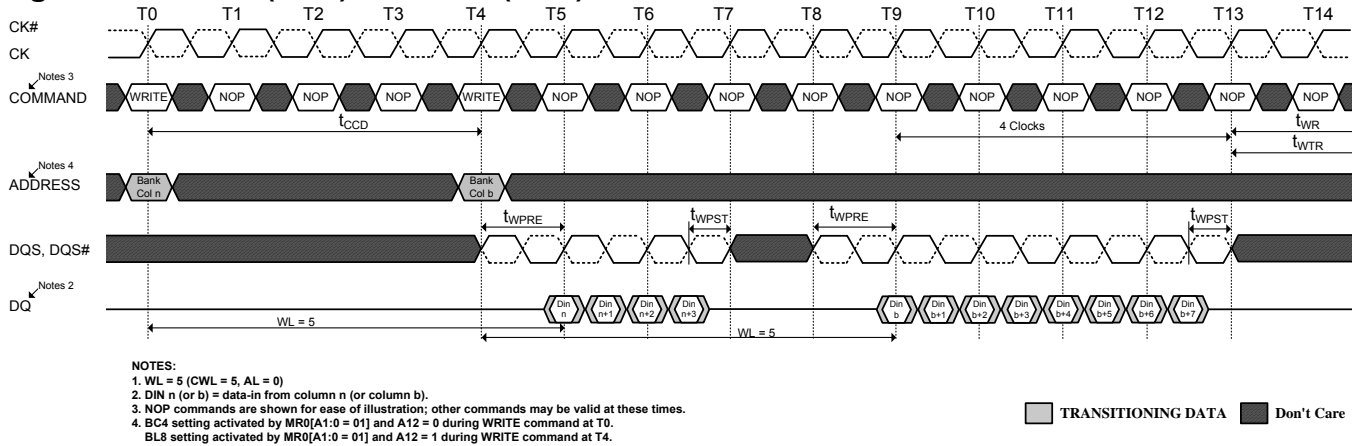 T0 T1 T2 T3 T4 T5 T6 T7 T8 T9 T10 T11 T12 T13 T14
CK#
CK
Notes 3
COMMAND
WRITE NOP NOP NOP WRITE NOP NOP NOP NOP NOP NOP NOP NOP NOP NOP
tCCD
4 Clocks
tWR
tWTR
Notes 4
ADDRESS
Bank
Col n
Bank
Col b
tWPRE tWPST tWPRE tWPST
DQS, DQS#
Notes 2
DQ
Din
n
Din
n+1
Din
n+2
Din
n+3
Din
b
Din
b+1
Din
b+2
Din
b+3
Din
b+4
Din
b+5
Din
b+6
Din
b+7
WL = 5
WL = 5
NOTES:
1. WL = 5 (CWL = 5, AL = 0)
2. DIN n (or b) = data-in from column n (or column b).
3. NOP commands are shown for ease of illustration; other commands may be valid at these times.
4. BC4 setting activated by MR0[A1:0 = 01] and A12 = 0 during WRITE command at T0.
BL8 setting activated by MR0[A1:0 = 01] and A12 = 1 during WRITE command at T4.
TRANSITIONING DATA
Don't Care